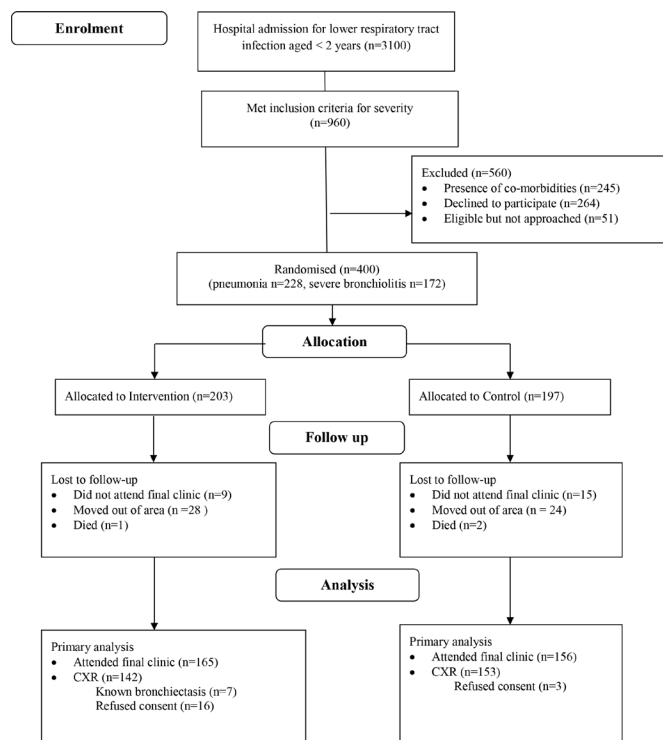 Enrolment
Hospital admission for lower respiratory tract
infection aged < 2 years (n=3100)
Met inclusion criteria for severity
(n=960)
Excluded (n=560)
• Presence of co-morbidities (n=245)
• Declined to participate (n=264)
• Eligible but not approached (n=51)
Randomised (n=400)
(pneumonia n=228, severe bronchiolitis n=172)
Allocation
Allocated to Intervention (n=203)
Allocated to Control (n=197)
Follow up
Lost to follow-up
• Did not attend final clinic (n=9)
• Moved out of area (n =28 )
• Died (n=1)
Lost to follow-up
• Did not attend final clinic (n=15)
• Moved out of area (n = 24)
• Died (n=2)
Analysis
Primary analysis
• Attended final clinic (n=165)
• CXR (n=142)
Known bronchiectasis (n=7)
Refused consent (n=16)
Primary analysis
• Attended final clinic (n=156)
• CXR (n=153)
Refused consent (n=3)